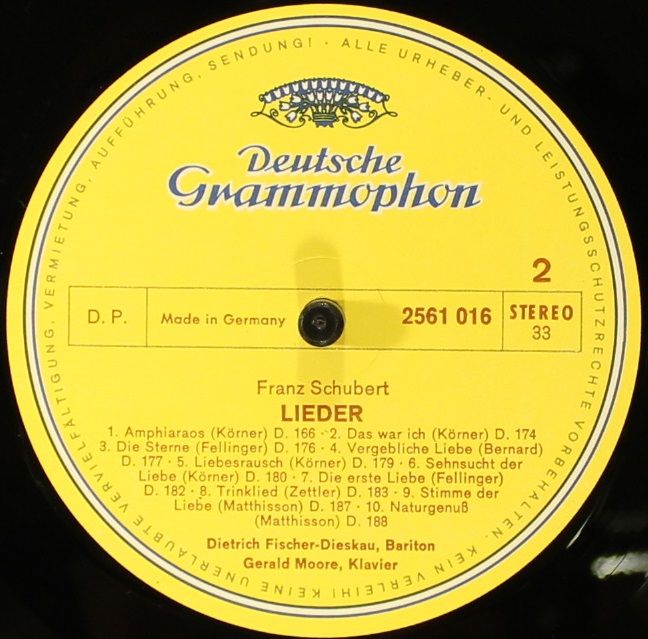 ALLE URHEBER- UND LEISTUNGSSCHUTZRECHTE VORBEHALTEN. KEIN VERLEIH! KEINE UNERLAUBTE VERVIELFÄLTIGUNG, VERMIETUNG, AUFFÜHRUNG, SENDUNG! ·
Deutsche
Grammophon
2
D. P.
Made in Germany
2561 016
STEREO
33
Franz Schubert
LIEDER
1. Amphiaraos (Körner) D. 166 · 2. Das war ich (Körner) D. 174
3. Die Sterne (Fellinger) D. 176 · 4. Vergebliche Liebe (Bernard)
D. 177 · 5. Liebesrausch (Körner) D. 179 · 6. Sehnsucht der
Liebe (Körner) D. 180 · 7. Die erste Liebe (Fellinger)
D. 182 · 8. Trinklied (Zettler) D. 183 · 9. Stimme der
Liebe (Matthisson) D. 187 · 10. Naturgenuß
(Matthisson) D. 188
Dietrich Fischer-Dieskau, Bariton
Gerald Moore, Klavier